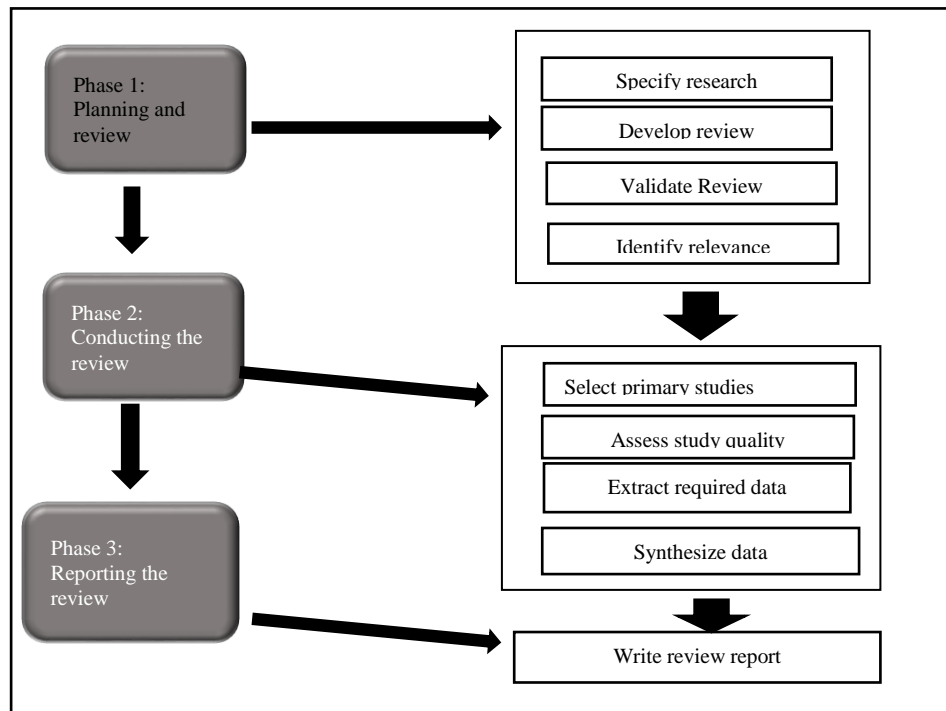 Phase 1:
Planning and
review
Specify research
Develop review
Validate Review
Identify relevance
Phase 2:
Conducting the
review
Select primary studies
Assess study quality
Extract required data
Synthesize data
Phase 3:
Reporting the
review
Write review report